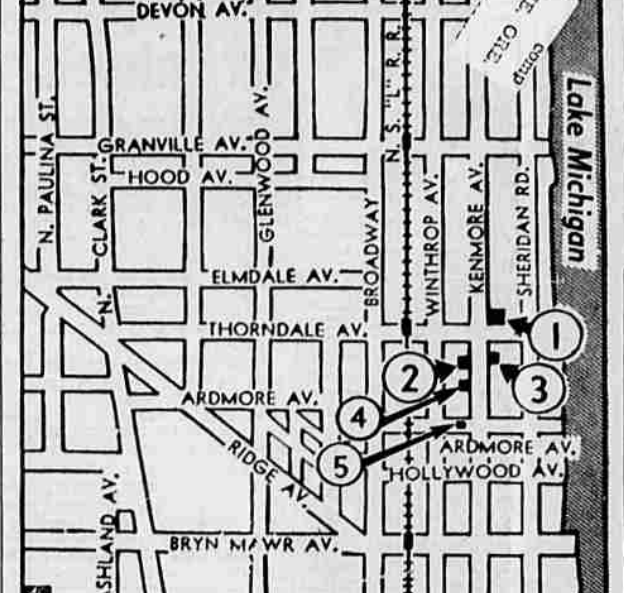 DEVON AV.
E. ORE.
comp
Lake Michigan
N. S. "L" R. R.
N. PAULINA ST.
N. CLARK ST.
GRANVILLE AV.
HOOD AV.
GLENWOOD AV.
BROADWAY
WINTHROP AV.
KENMORE AV.
SHERIDAN RD.
ELMDALE AV.
THORNDALE AV.
1
2
3
ARDMORE AV.
4
5
RIDGE AV.
ARDMORE AV.
HOLLYWOOD AV.
ASHLAND AV.
BRYN MAWR AV.